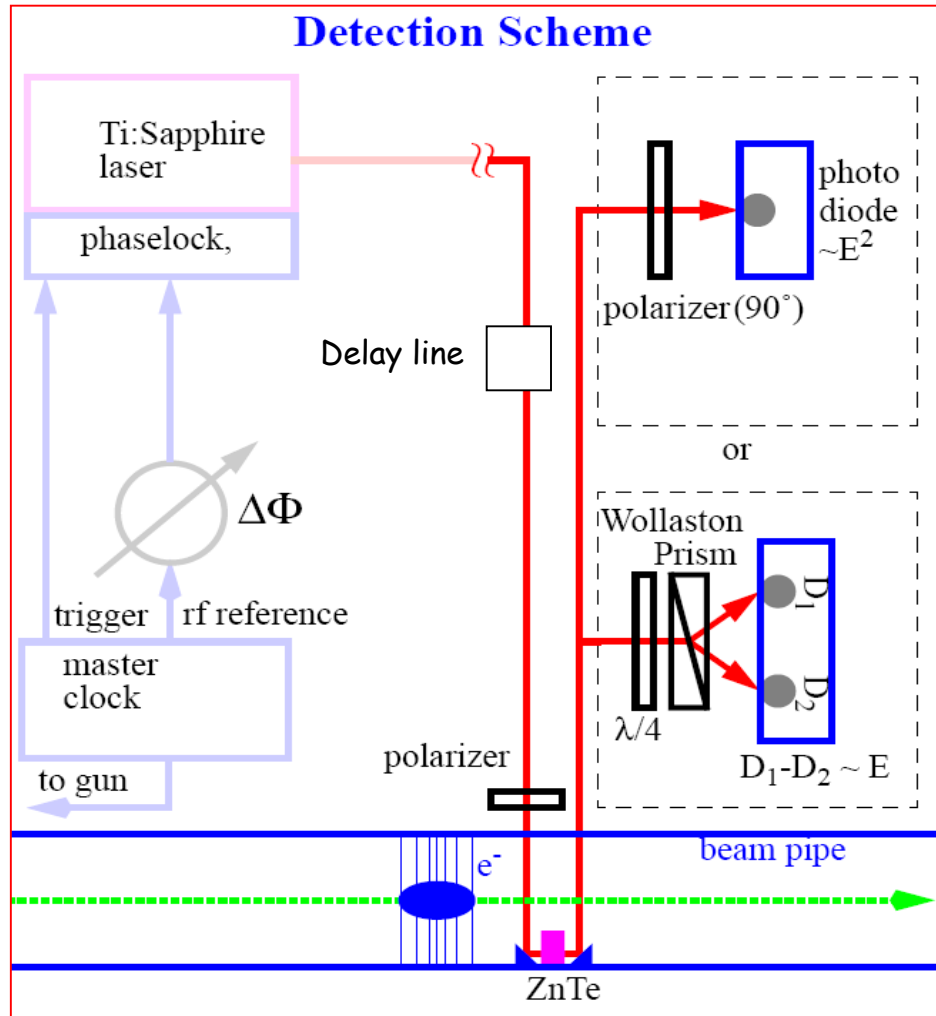 Detection Scheme
Ti:Sapphire
laser
phaselock,
ΔΦ
trigger
rf reference
master
clock
to gun
Delay line
polarizer
photo
diode
~E²
polarizer (90°)
or
Wollaston
Prism
D₁
D₂
λ/4
D₁-D₂ ~ E
beam pipe
e⁻
ZnTe